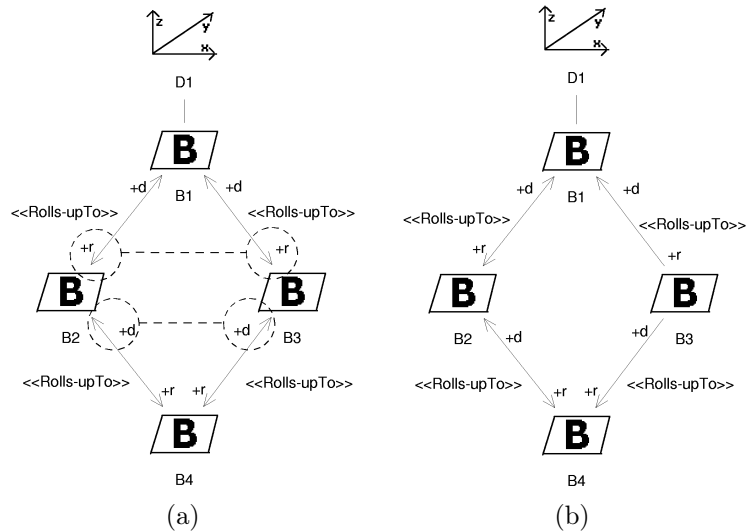 z
y
x
D1
B
B1
+d
+d
<<Rolls-upTo>>
<<Rolls-upTo>>
+r
+r
B
B
B2
B3
+d
+d
<<Rolls-upTo>>
<<Rolls-upTo>>
+r
+r
B
B4
(a)
z
y
x
D1
B
B1
+d
+d
<<Rolls-upTo>>
<<Rolls-upTo>>
+r
+r
B
B
B2
B3
+d
+d
<<Rolls-upTo>>
<<Rolls-upTo>>
+r
+r
B
B4
(b)